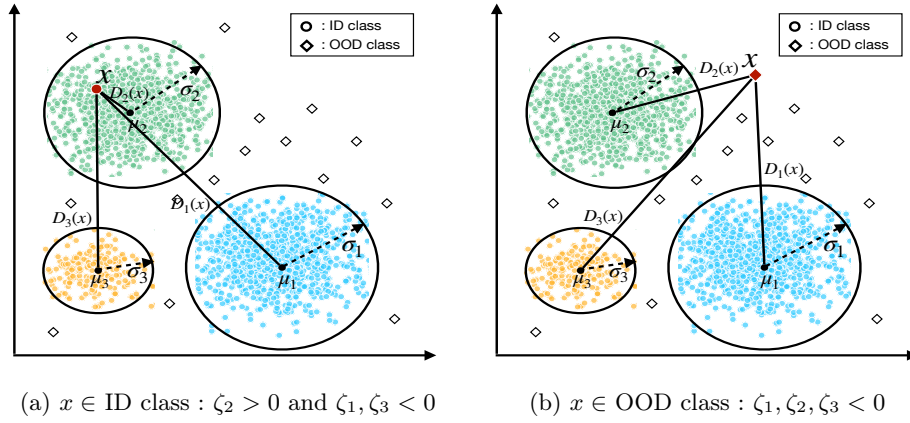 ○ : ID class
◇ : OOD class
x
D₂(x)
σ₂
μ₂
D₃(x)
D₁(x)
σ₁
σ₃
μ₃
μ₁
(a) x ∈ ID class : ζ₂ > 0 and ζ₁, ζ₃ < 0
○ : ID class
◇ : OOD class
x
D₂(x)
σ₂
μ₂
D₁(x)
D₃(x)
σ₁
σ₃
μ₃
μ₁
(b) x ∈ OOD class : ζ₁, ζ₂, ζ₃ < 0